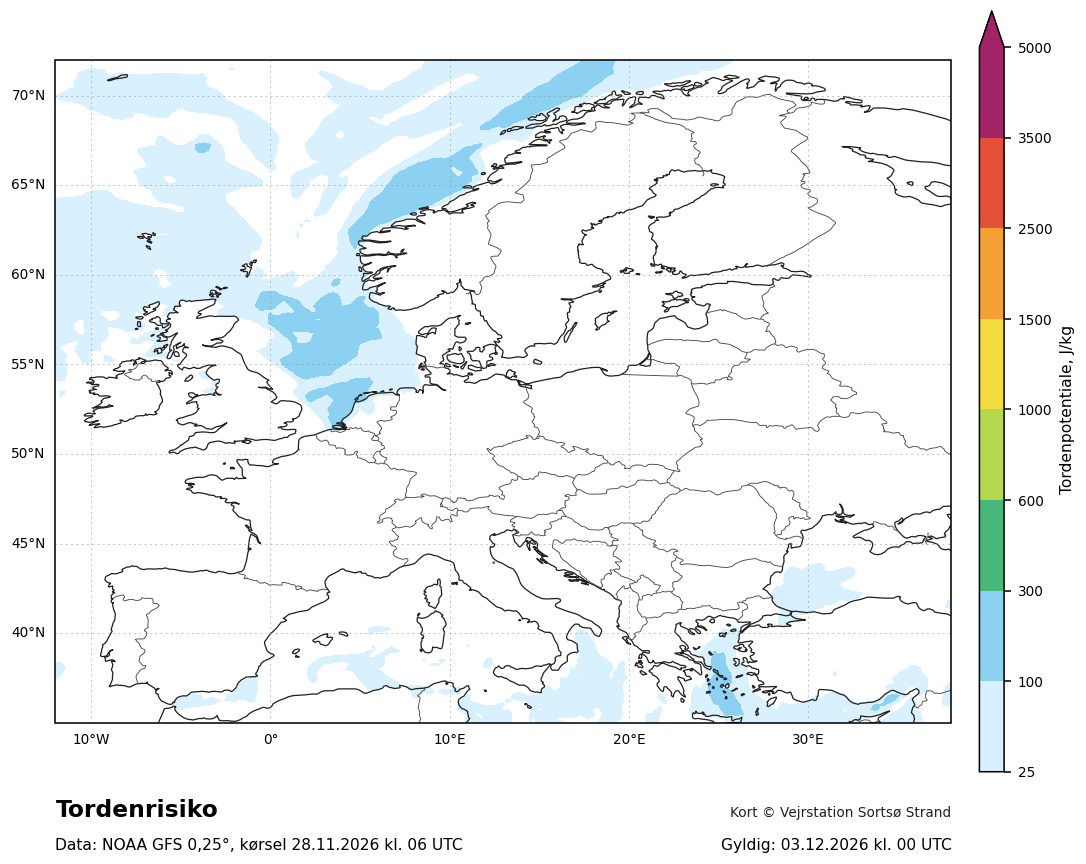 5000
3500
2500
1500
1000
600
300
100
25
Tordenpotentiale, J/kg
70°N
65°N
60°N
55°N
50°N
45°N
40°N
10°W
0°
10°E
20°E
30°E
Tordenrisiko
Kort © Vejrstation Sortsø Strand
Data: NOAA GFS 0,25°, kørsel 28.11.2026 kl. 06 UTC
Gyldig: 03.12.2026 kl. 00 UTC